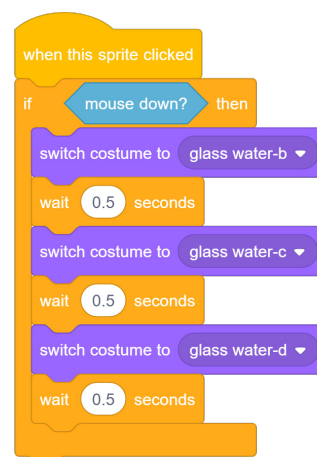 when this sprite clicked
if mouse down? then
switch costume to glass water-b
wait 0.5 seconds
switch costume to glass water-c
wait 0.5 seconds
switch costume to glass water-d
wait 0.5 seconds